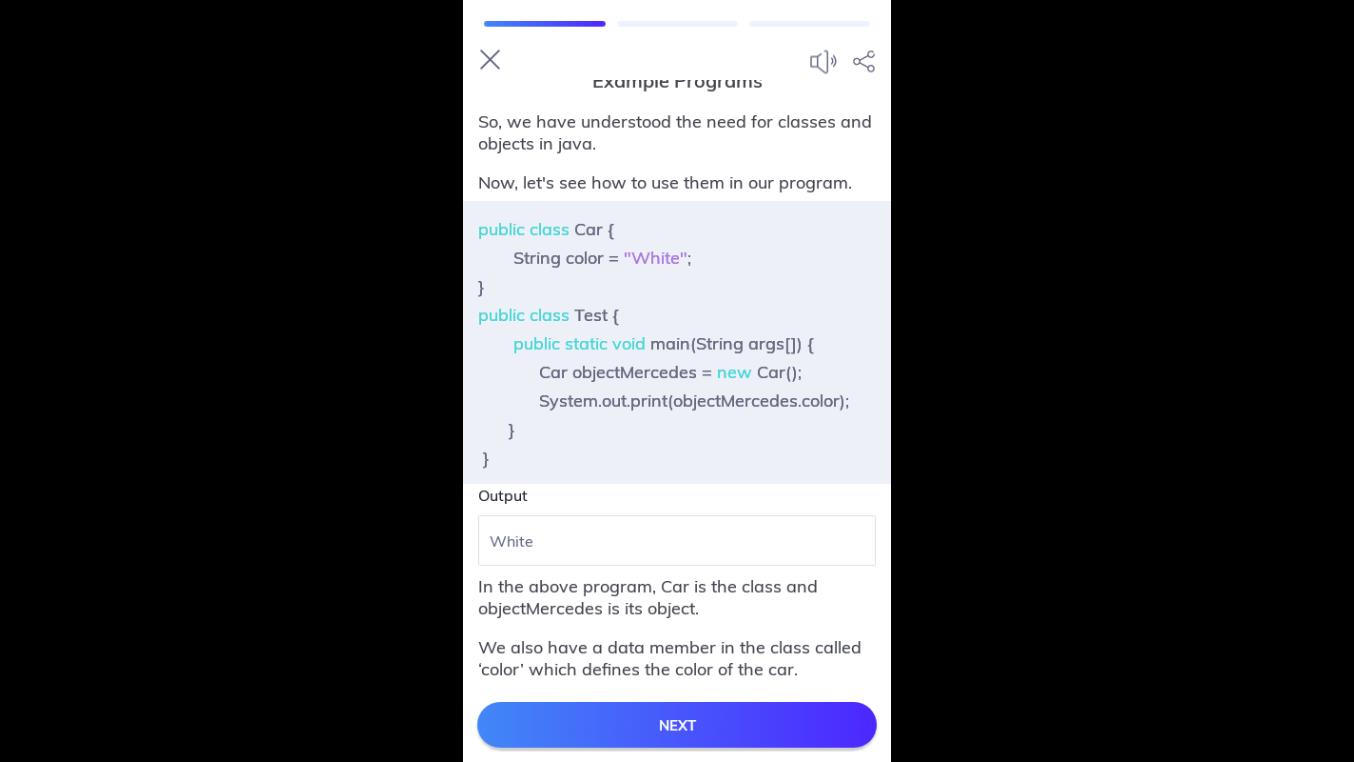 Example Programs
So, we have understood the need for classes and
objects in java.
Now, let's see how to use them in our program.
public class Car {
String color = "White";
}
public class Test {
public static void main(String args[]) {
Car objectMercedes = new Car();
System.out.print(objectMercedes.color);
}
}
Output
White
In the above program, Car is the class and
objectMercedes is its object.
We also have a data member in the class called
‘color’ which defines the color of the car.
NEXT